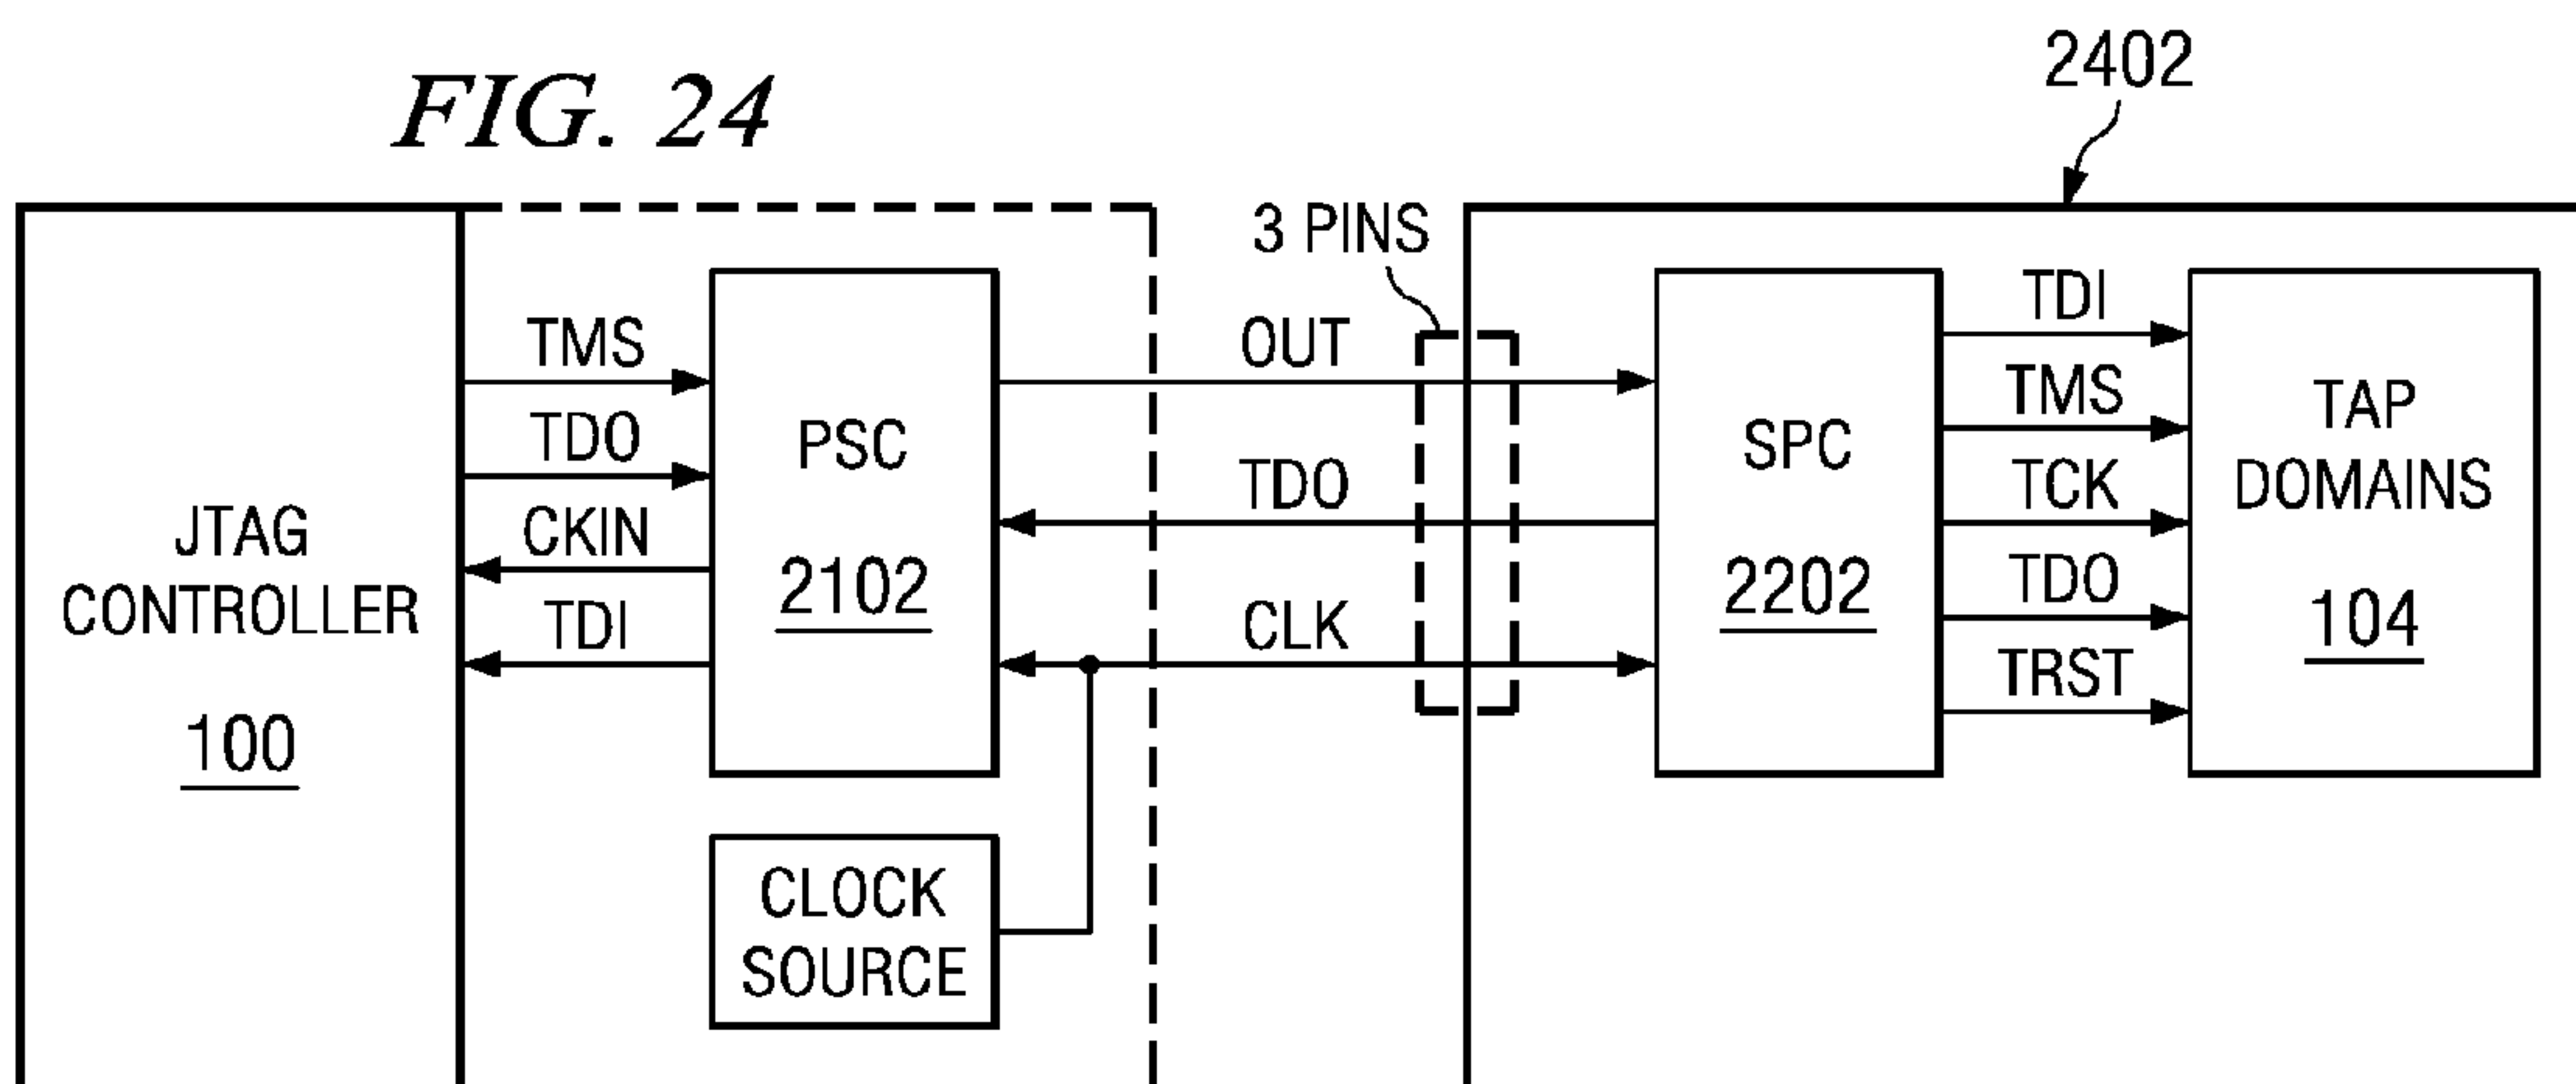 FIG. 24
2402
3 PINS
JTAG
CONTROLLER
100
TMS
TDO
CKIN
TDI
PSC
2102
CLOCK
SOURCE
OUT
TDO
CLK
SPC
2202
TDI
TMS
TCK
TDO
TRST
TAP
DOMAINS
104